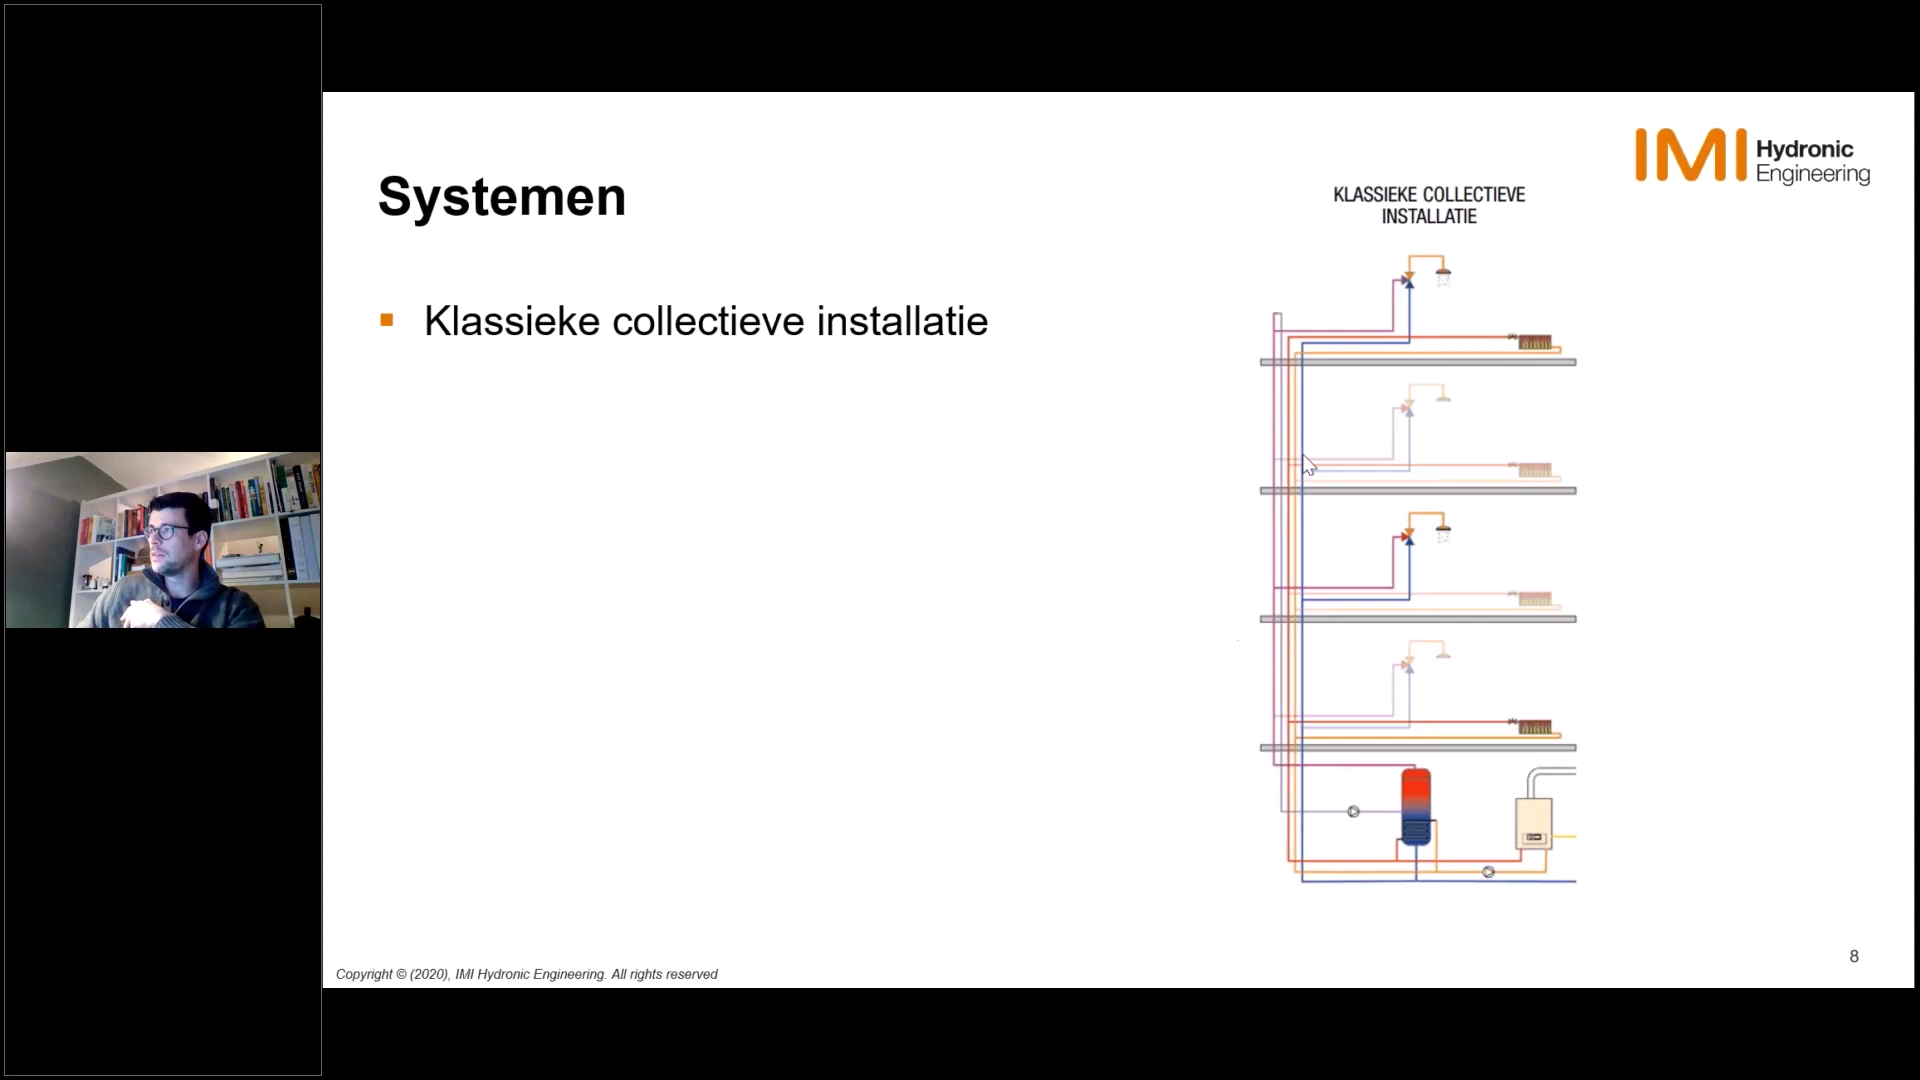 IMI Hydronic
Engineering
Systemen
KLASSIEKE COLLECTIEVE
INSTALLATIE
Klassieke collectieve installatie
8
Copyright © (2020), IMI Hydronic Engineering. All rights reserved